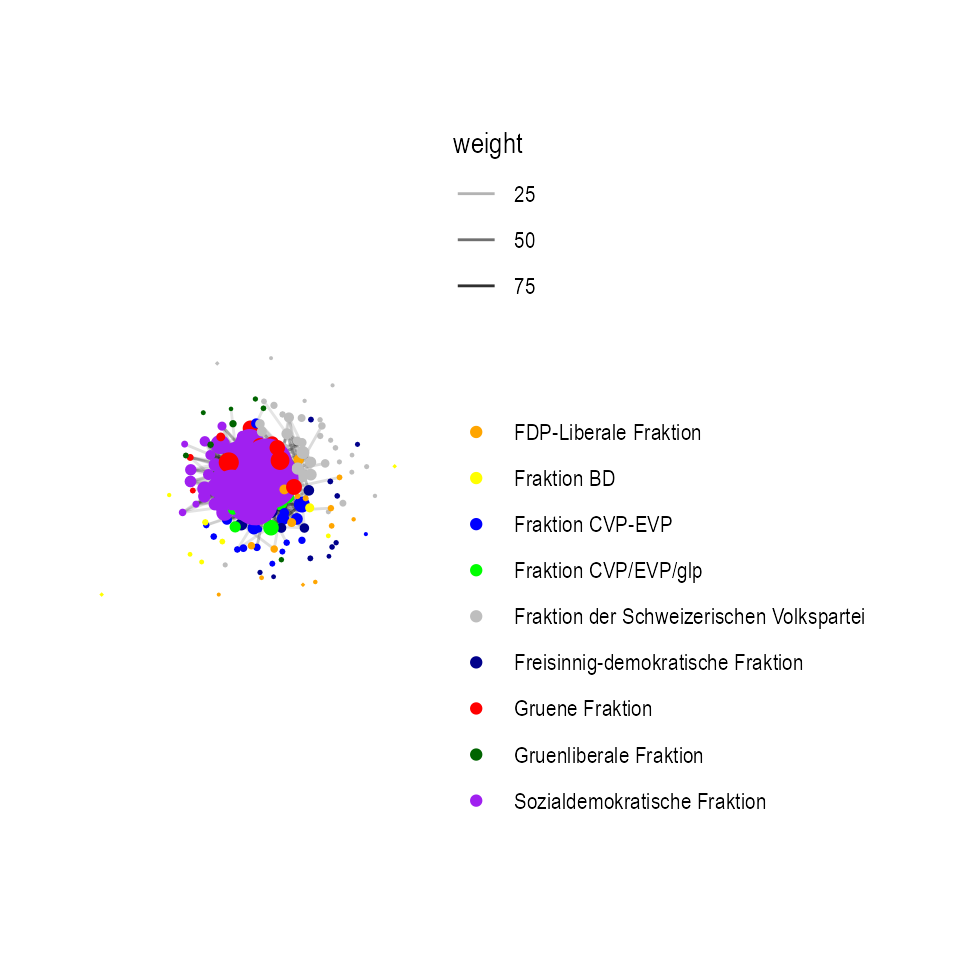 weight
25
50
75
FDP-Liberale Fraktion
Fraktion BD
Fraktion CVP-EVP
Fraktion CVP/EVP/glp
Fraktion der Schweizerischen Volkspartei
Freisinnig-demokratische Fraktion
Gruene Fraktion
Gruenliberale Fraktion
Sozialdemokratische Fraktion